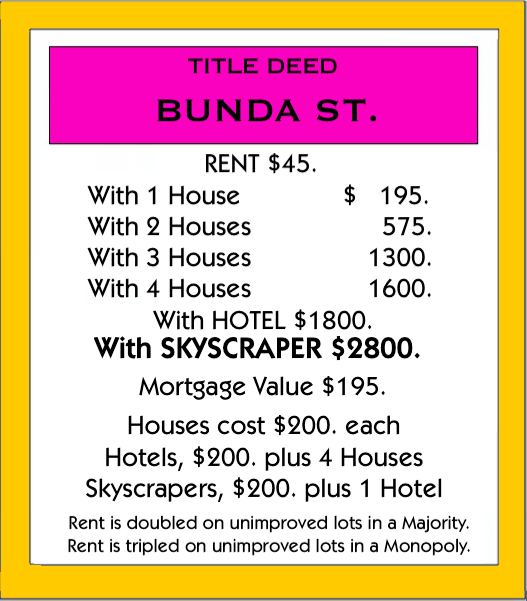 TITLE DEED
BUNDA ST.
RENT $45.
With 1 House $ 195.
With 2 Houses 575.
With 3 Houses 1300.
With 4 Houses 1600.
With HOTEL $1800.
With SKYSCRAPER $2800.
Mortgage Value $195.
Houses cost $200. each
Hotels, $200. plus 4 Houses
Skyscrapers, $200. plus 1 Hotel
Rent is doubled on unimproved lots in a Majority.
Rent is tripled on unimproved lots in a Monopoly.